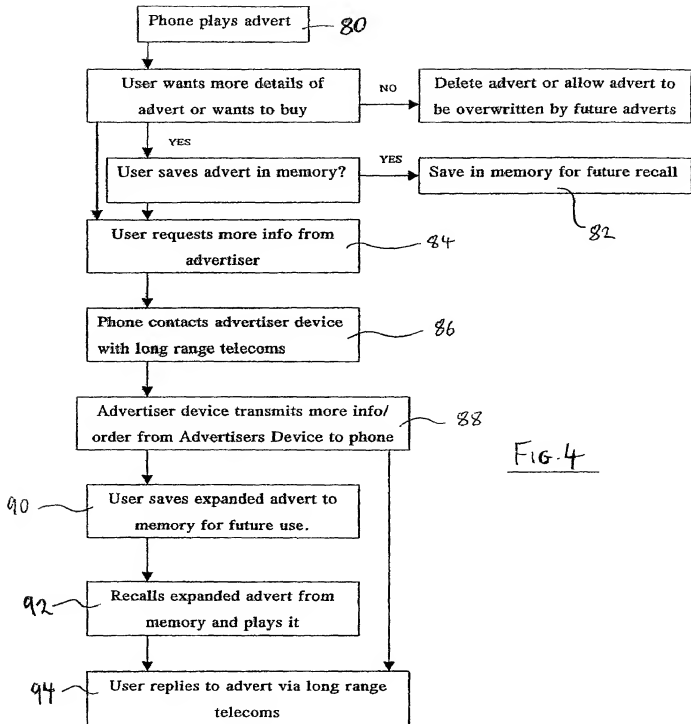 Phone plays advert
80
User wants more details of
advert or wants to buy
NO
Delete advert or allow advert to
be overwritten by future adverts
YES
User saves advert in memory?
YES
Save in memory for future recall
82
User requests more info from
advertiser
84
Phone contacts advertiser device
with long range telecoms
86
Advertiser device transmits more info/
order from Advertisers Device to phone
88
FIG.4
90
User saves expanded advert to
memory for future use.
92
Recalls expanded advert from
memory and plays it
94
User replies to advert via long range
telecoms